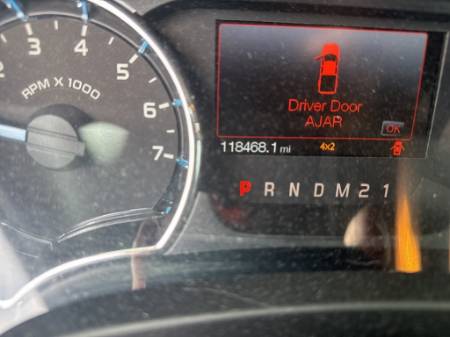 2
3
4
5
6
7
RPM X 1000
Driver Door
AJAR
OK
118468.1 mi
4x2
P R N D M 2 1